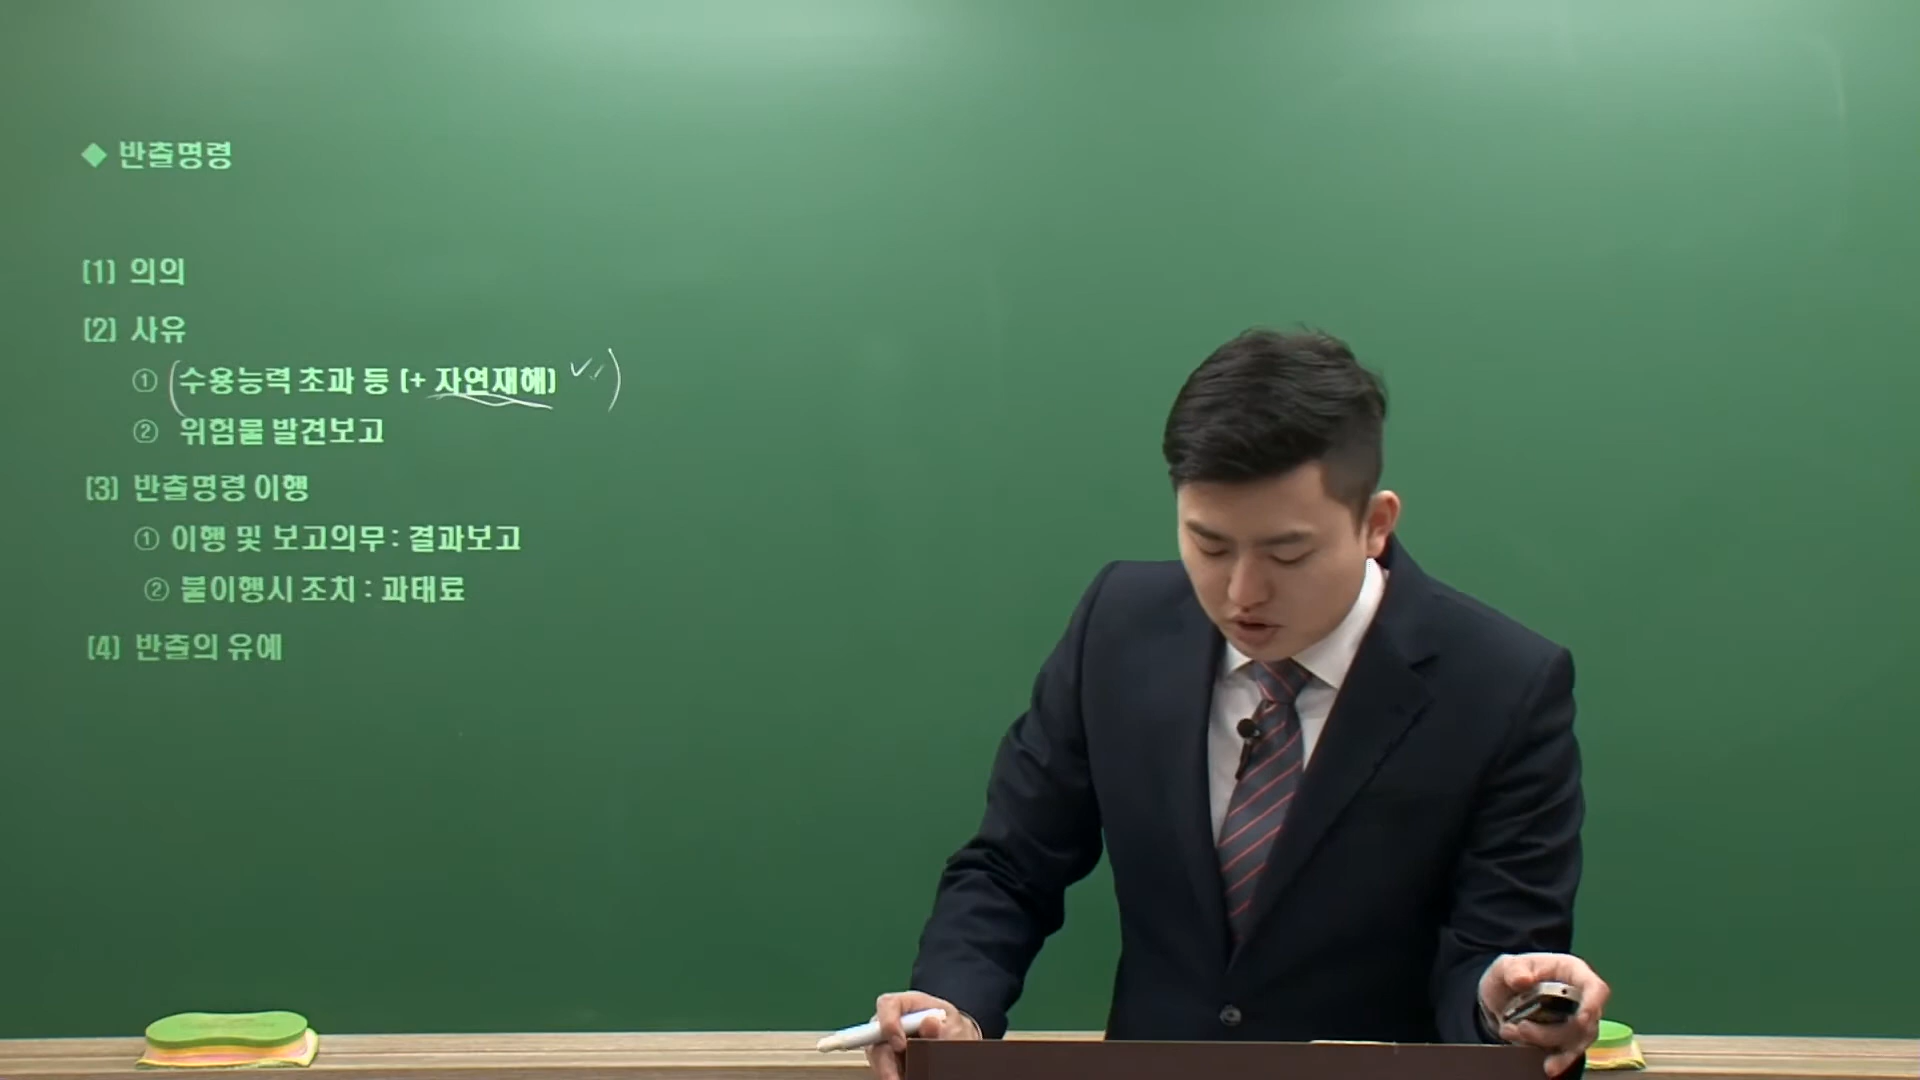 ◆ 반출명령
(1) 의의
(2) 사유
① 수용능력 초과 등 (+ 자연재해)
② 위험물 발견보고
(3) 반출명령 이행
① 이행 및 보고의무 : 결과보고
② 불이행시 조치 : 과태료
(4) 반출의 유예